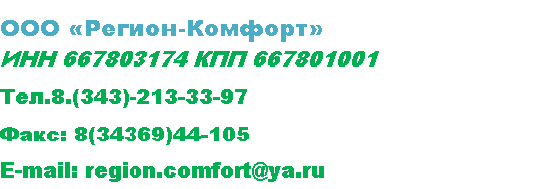 ООО «Регион-Комфорт»
ИНН 667803174 КПП 667801001
Тел.8.(343)-213-33-97
Факс: 8(34369)44-105
E-mail: region.comfort@ya.ru